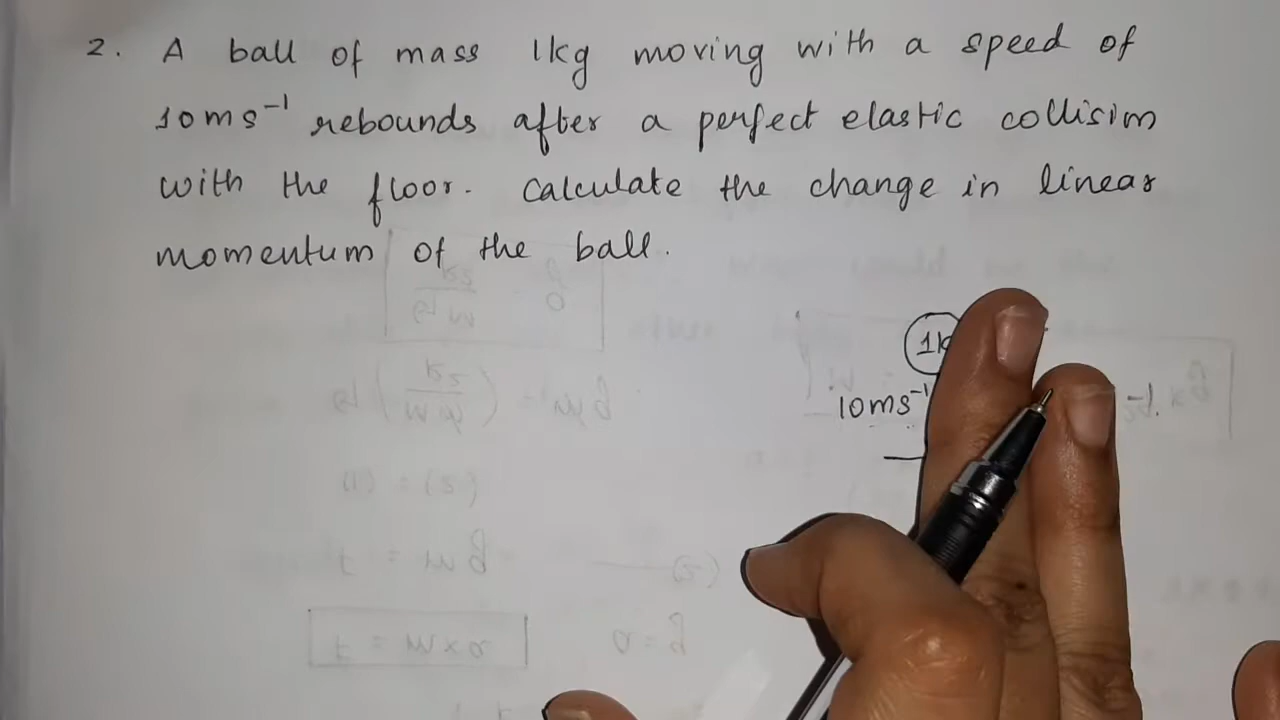 2. A ball of mass 1kg moving with a speed of
10ms⁻¹ rebounds after a perfect elastic collision
with the floor. Calculate the change in linear
momentum of the ball.
10ms⁻¹